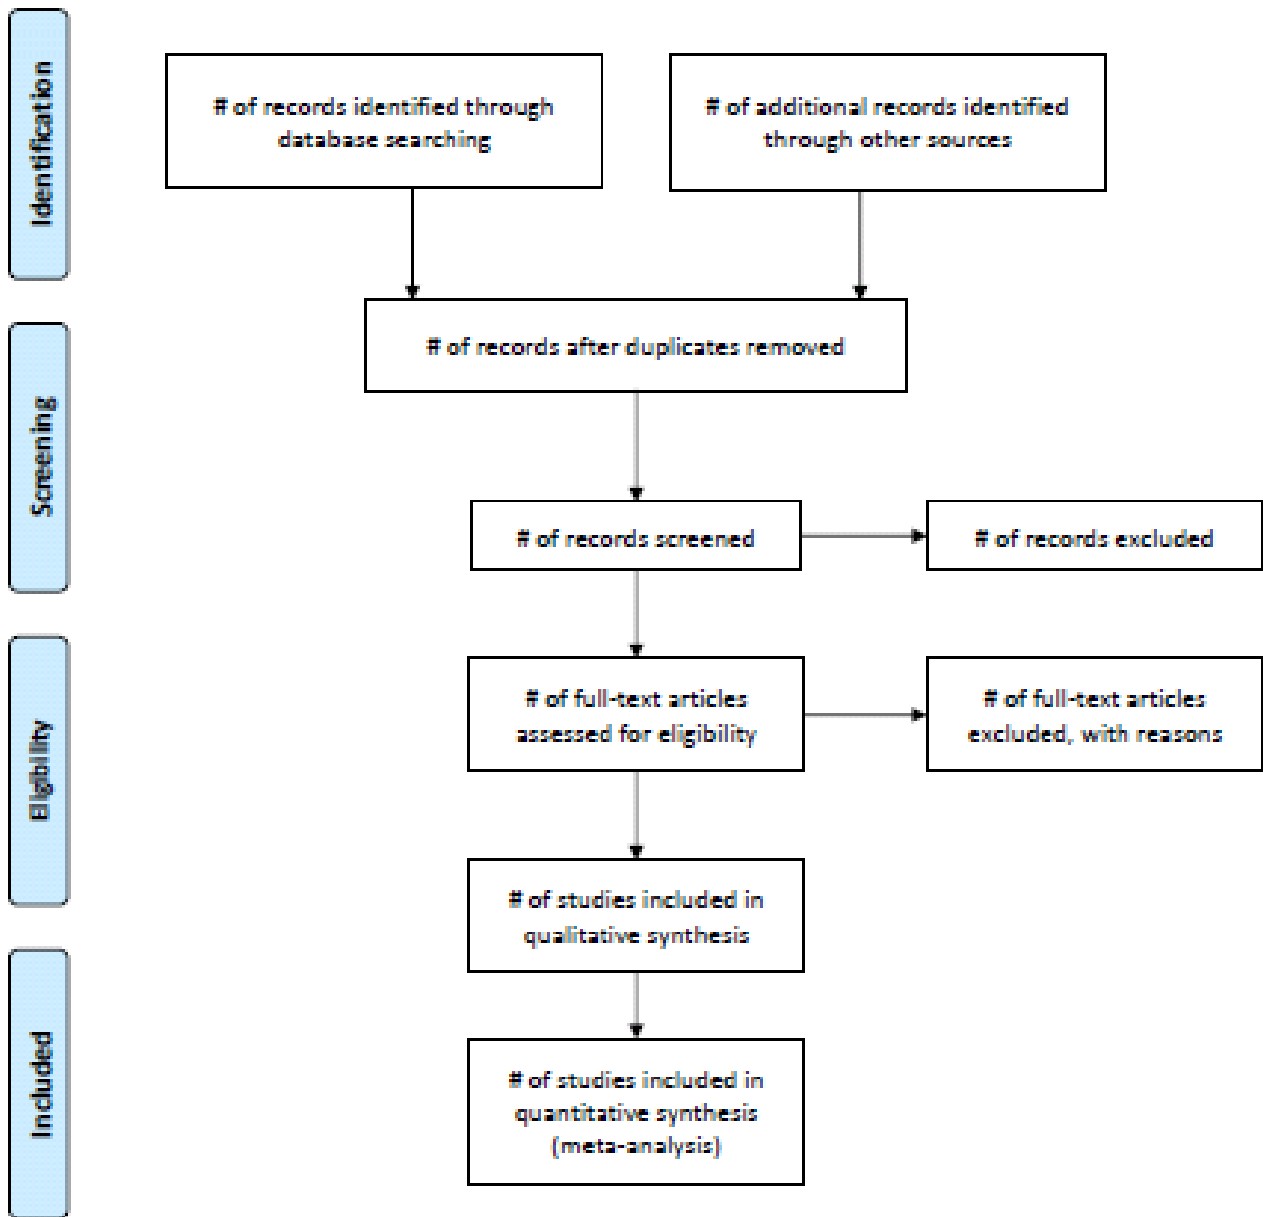 Identification
# of records identified through
database searching
# of additional records identified
through other sources
Screening
# of records after duplicates removed
# of records screened
# of records excluded
Eligibility
# of full-text articles
assessed for eligibility
# of full-text articles
excluded, with reasons
# of studies included in
qualitative synthesis
Included
# of studies included in
quantitative synthesis
(meta-analysis)